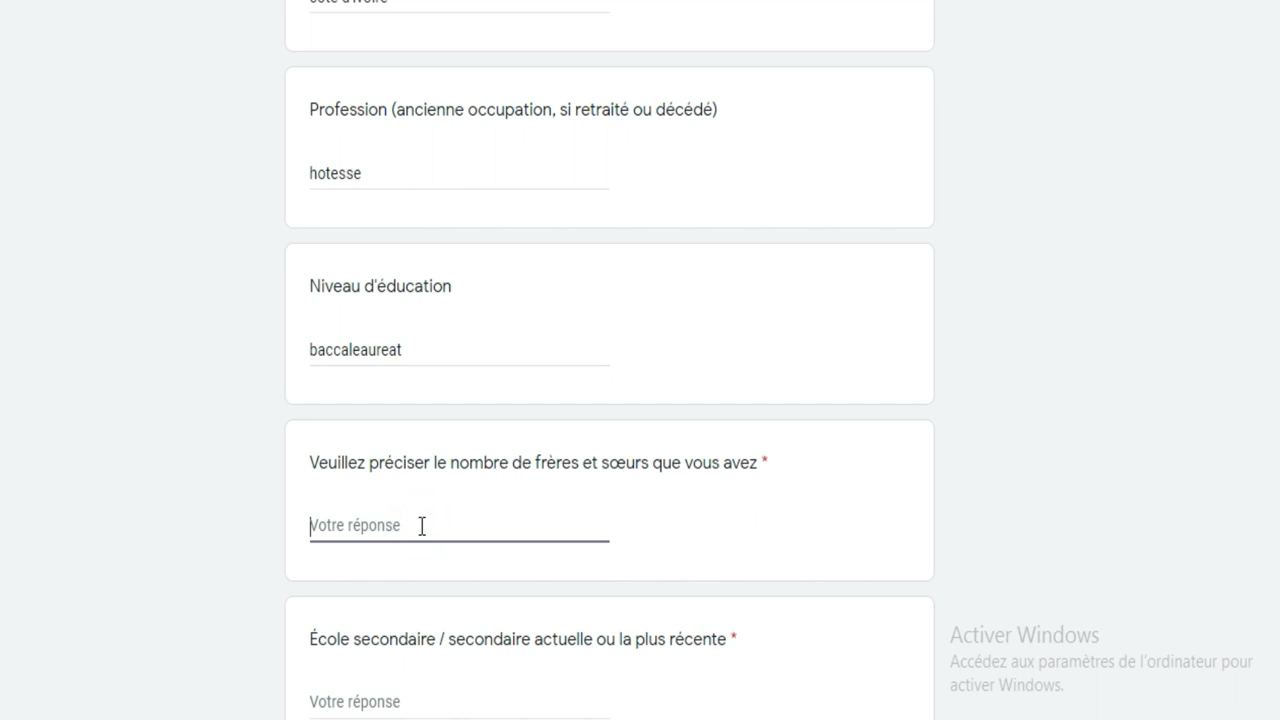 côte d'ivoire
Profession (ancienne occupation, si retraité ou décédé)
hotesse
Niveau d'éducation
baccaleaureat
Veuillez préciser le nombre de frères et sœurs que vous avez *
Votre réponse
École secondaire / secondaire actuelle ou la plus récente *
Votre réponse
Activer Windows
Accédez aux paramètres de l'ordinateur pour
activer Windows.